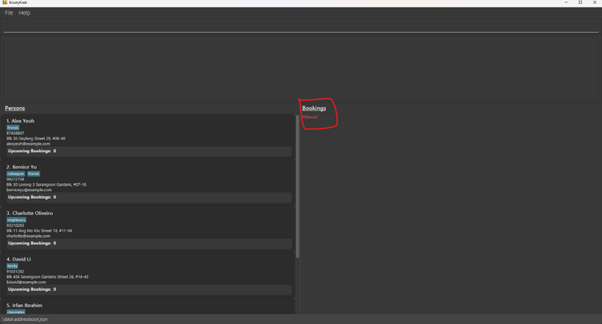 KrustyKrab
File Help
Persons
1. Alex Yeoh
friends
87438807
Blk 30 Geylang Street 29, #06-40
alexyeoh@example.com
Upcoming Bookings: 0
2. Bernice Yu
colleagues friends
99272758
Blk 30 Lorong 3 Serangoon Gardens, #07-18
berniceyu@example.com
Upcoming Bookings: 0
3. Charlotte Oliveiro
neighbours
93210283
Blk 11 Ang Mo Kio Street 74, #11-04
charlotte@example.com
Upcoming Bookings: 0
4. David Li
family
91031282
Blk 436 Serangoon Gardens Street 26, #16-43
lidavid@example.com
Upcoming Bookings: 0
5. Irfan Ibrahim
classmates
Bookings
Filtered
\data\addressbook.json